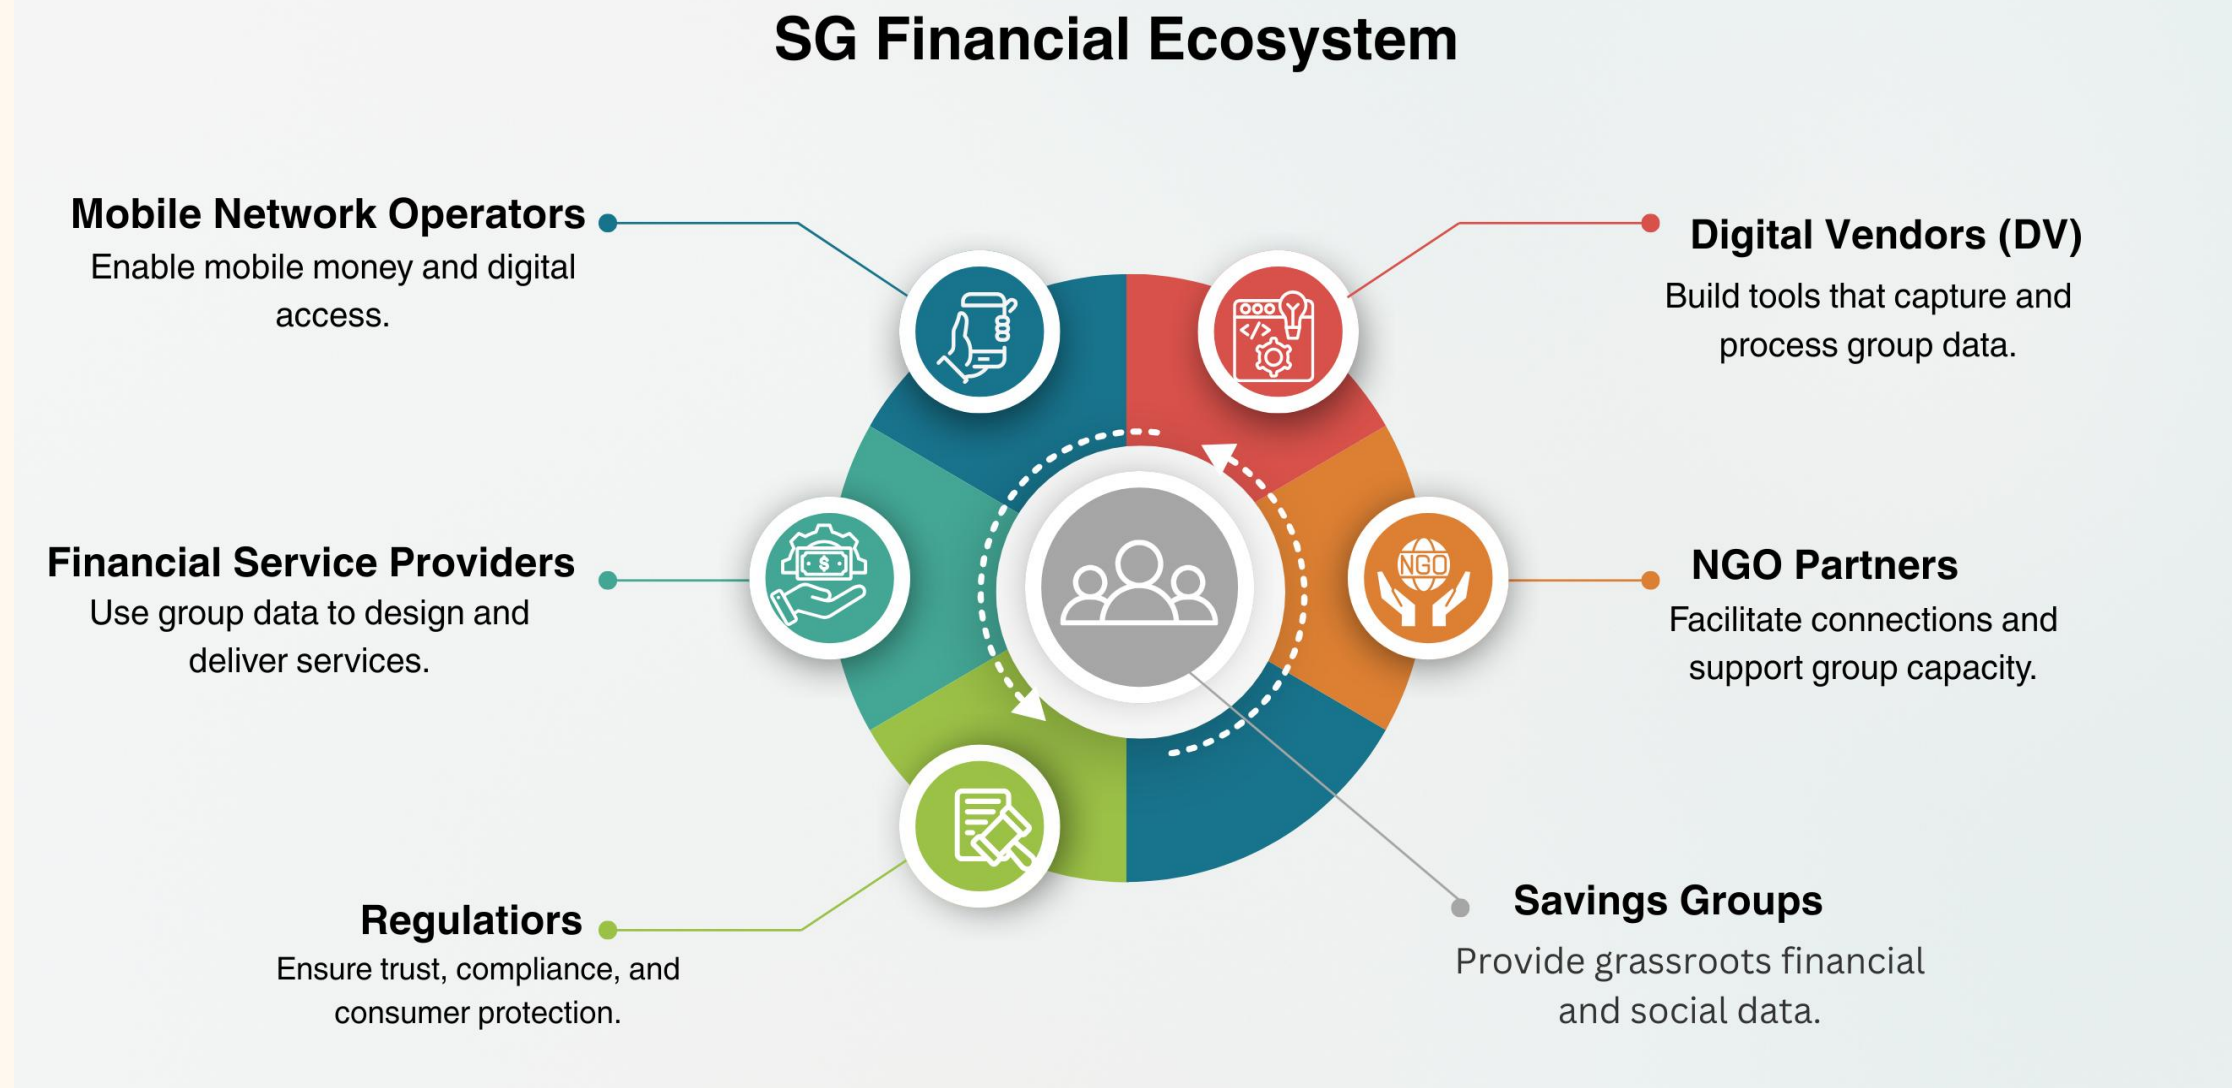 SG Financial Ecosystem
Mobile Network Operators
Enable mobile money and digital
access.
Digital Vendors (DV)
Build tools that capture and
process group data.
</>
Financial Service Providers
Use group data to design and
deliver services.
$
NGO
NGO Partners
Facilitate connections and
support group capacity.
Regulatiors
Ensure trust, compliance, and
consumer protection.
Savings Groups
Provide grassroots financial
and social data.